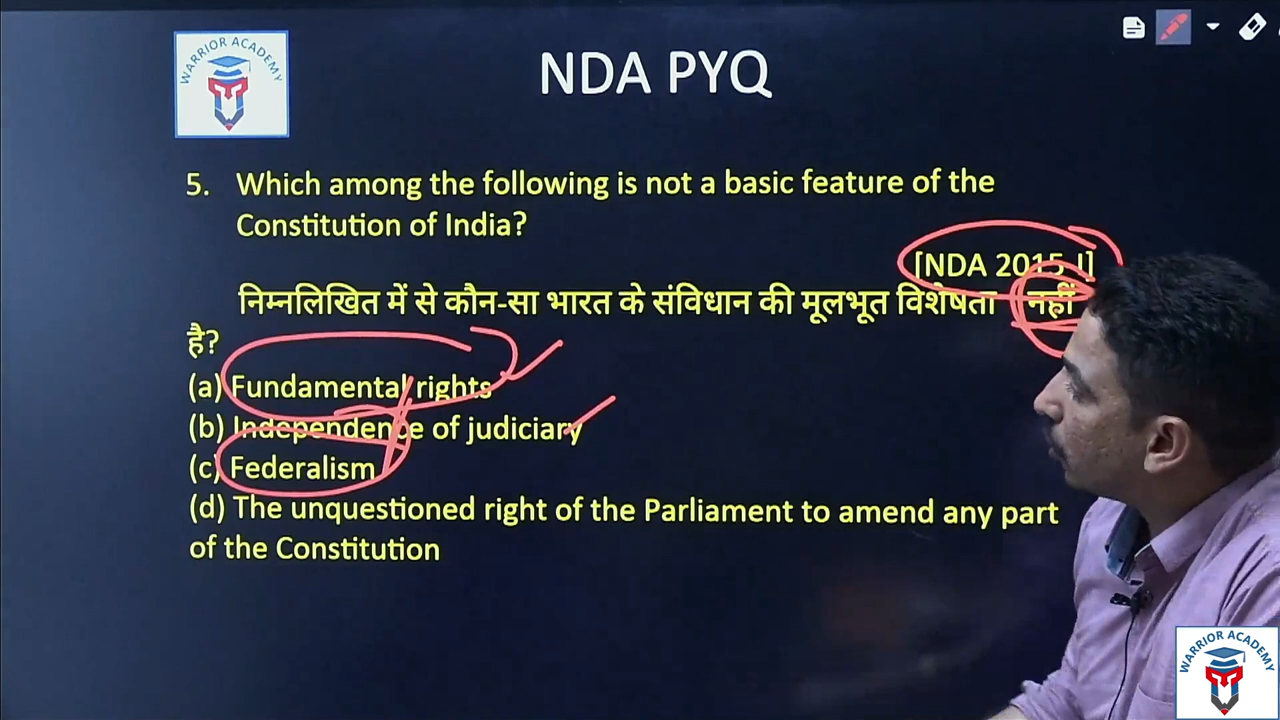 WARRIOR ACADEMY
NDA PYQ
5. Which among the following is not a basic feature of the
Constitution of India?
[NDA 2015 I]
निम्नलिखित में से कौन-सा भारत के संविधान की मूलभूत विशेषता नहीं
है?
(a) Fundamental rights
(b) Independence of judiciary
(c) Federalism
(d) The unquestioned right of the Parliament to amend any part
of the Constitution
WARRIOR ACADEMY